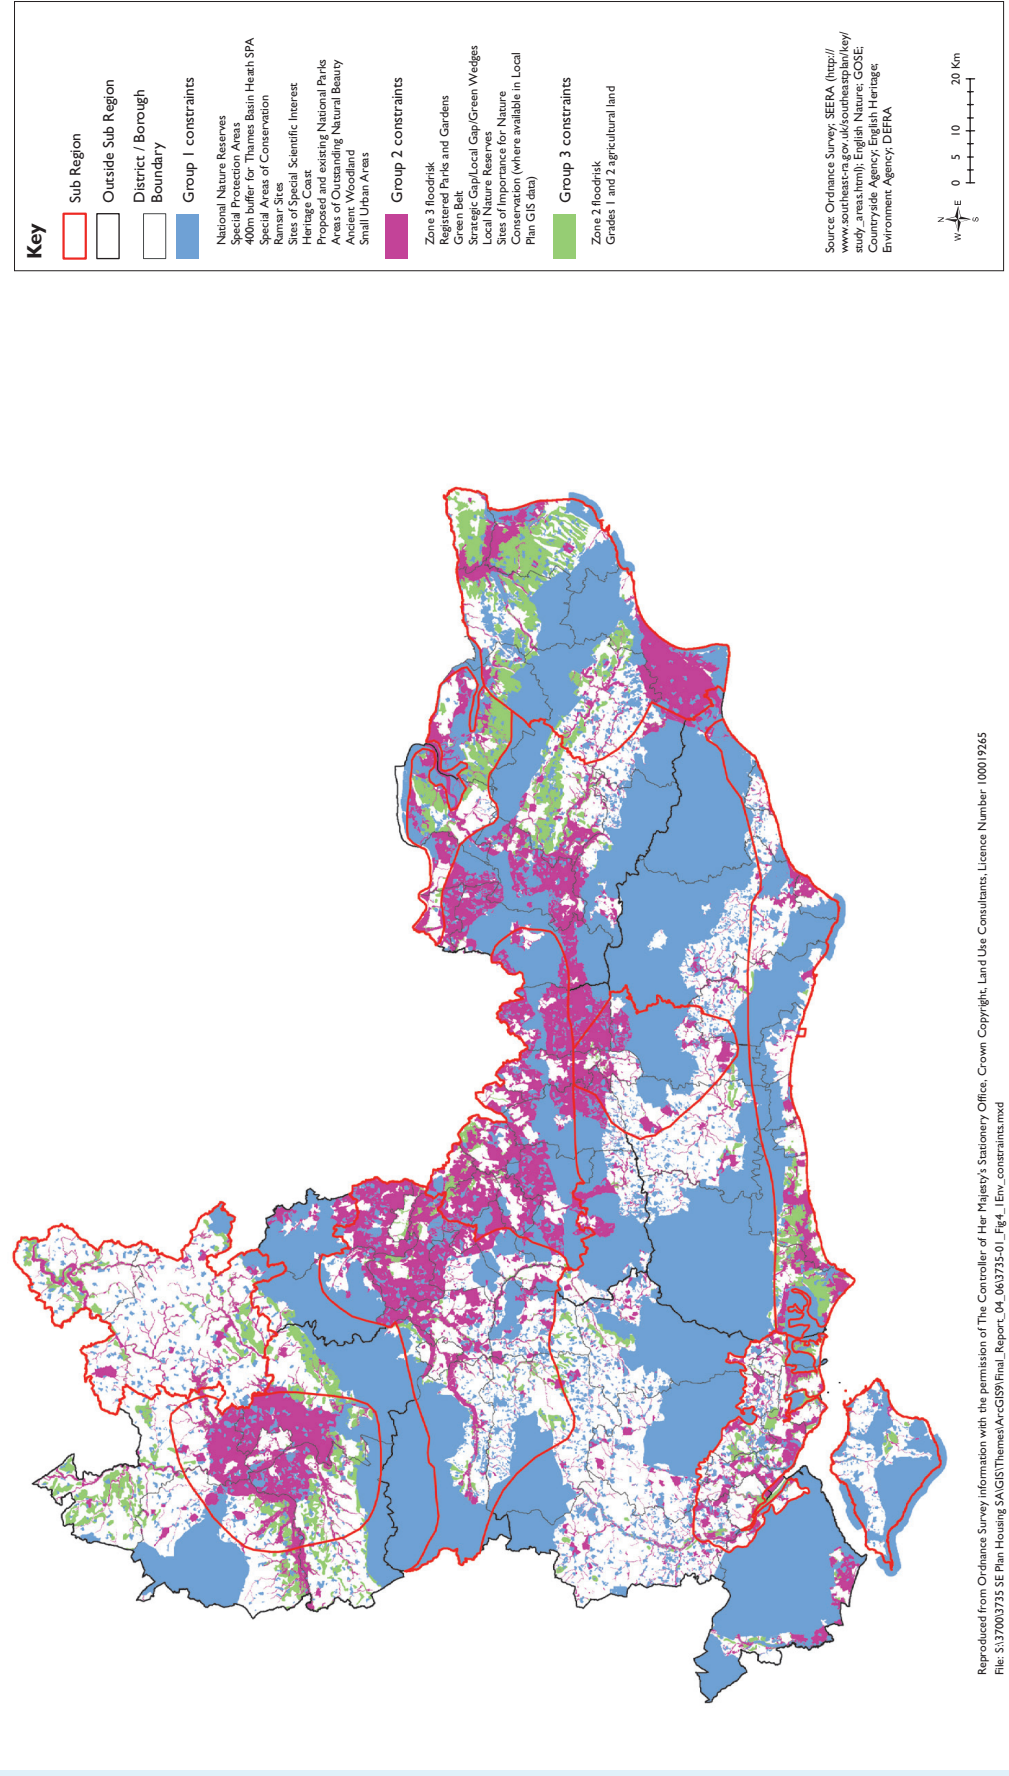 Key
Sub Region
Outside Sub Region
District / Borough
Boundary
Group 1 constraints
National Nature Reserves
Special Protection Areas
400m buffer for Thames Basin Heath SPA
Special Areas of Conservation
Ramsar Sites
Sites of Special Scientific Interest
Heritage Coast
Proposed and existing National Parks
Areas of Outstanding Natural Beauty
Ancient Woodland
Small Urban Areas
Group 2 constraints
Zone 3 floodrisk
Registered Parks and Gardens
Green Belt
Strategic Gap/Local Gap/Green Wedges
Local Nature Reserves
Sites of Importance for Nature
Conservation (where available in Local
Plan GIS data)
Group 3 constraints
Zone 2 floodrisk
Grades 1 and 2 agricultural land
Source: Ordnance Survey; SEERA (http://
www.southeast-ra.gov.uk/southeastplan/key/
study_areas.html); English Nature; GOSE;
Countryside Agency; English Heritage;
Environment Agency; DEFRA
N
W E
S
0 5 10 20 Km
Reproduced from Ordnance Survey information with the permission of The Controller of Her Majesty's Stationery Office, Crown Copyright, Land Use Consultants, Licence Number 100019265
File: S:\3700\3735 SE Plan Housing SA\GIS\Themes\ArcGIS9\Final_Report_04_06\3735-01_Fig4_1Env_constraints.mxd